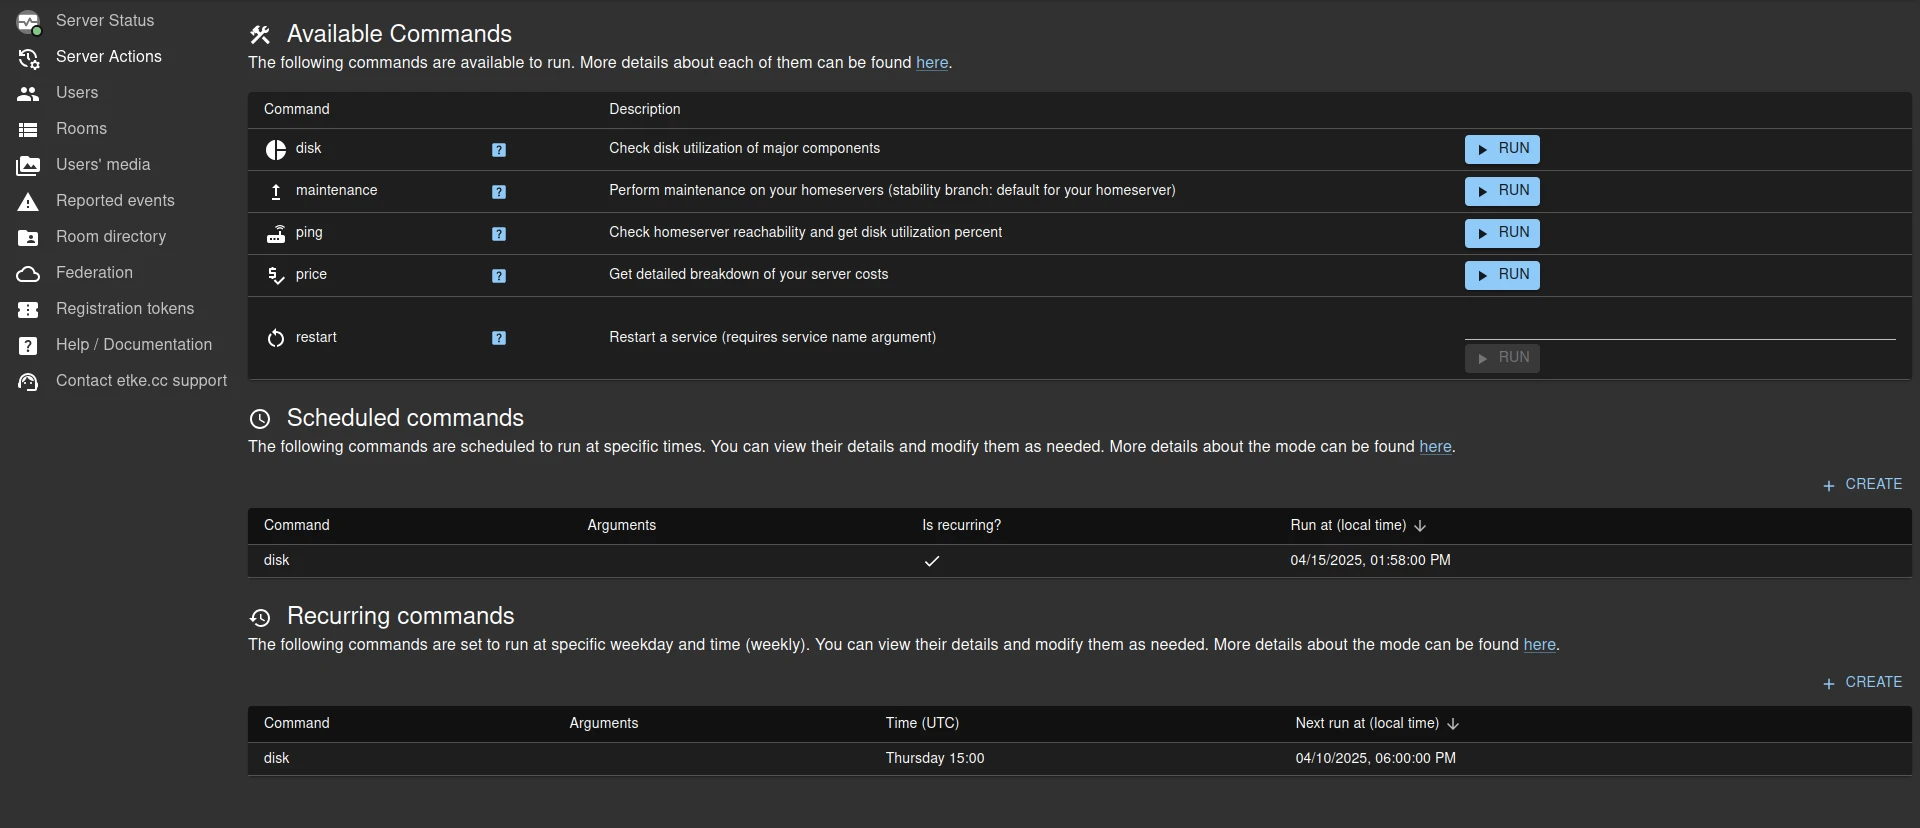 Server Status
Server Actions
Users
Rooms
Users' media
Reported events
Room directory
Federation
Registration tokens
Help / Documentation
Contact etke.cc support
Available Commands
The following commands are available to run. More details about each of them can be found here.
Command Description
disk ? Check disk utilization of major components RUN
maintenance ? Perform maintenance on your homeservers (stability branch: default for your homeserver) RUN
ping ? Check homeserver reachability and get disk utilization percent RUN
price ? Get detailed breakdown of your server costs RUN
restart ? Restart a service (requires service name argument)
RUN
Scheduled commands
The following commands are scheduled to run at specific times. You can view their details and modify them as needed. More details about the mode can be found here.
+ CREATE
Command Arguments Is recurring? Run at (local time)
disk 04/15/2025, 01:58:00 PM
Recurring commands
The following commands are set to run at specific weekday and time (weekly). You can view their details and modify them as needed. More details about the mode can be found here.
+ CREATE
Command Arguments Time (UTC) Next run at (local time)
disk Thursday 15:00 04/10/2025, 06:00:00 PM